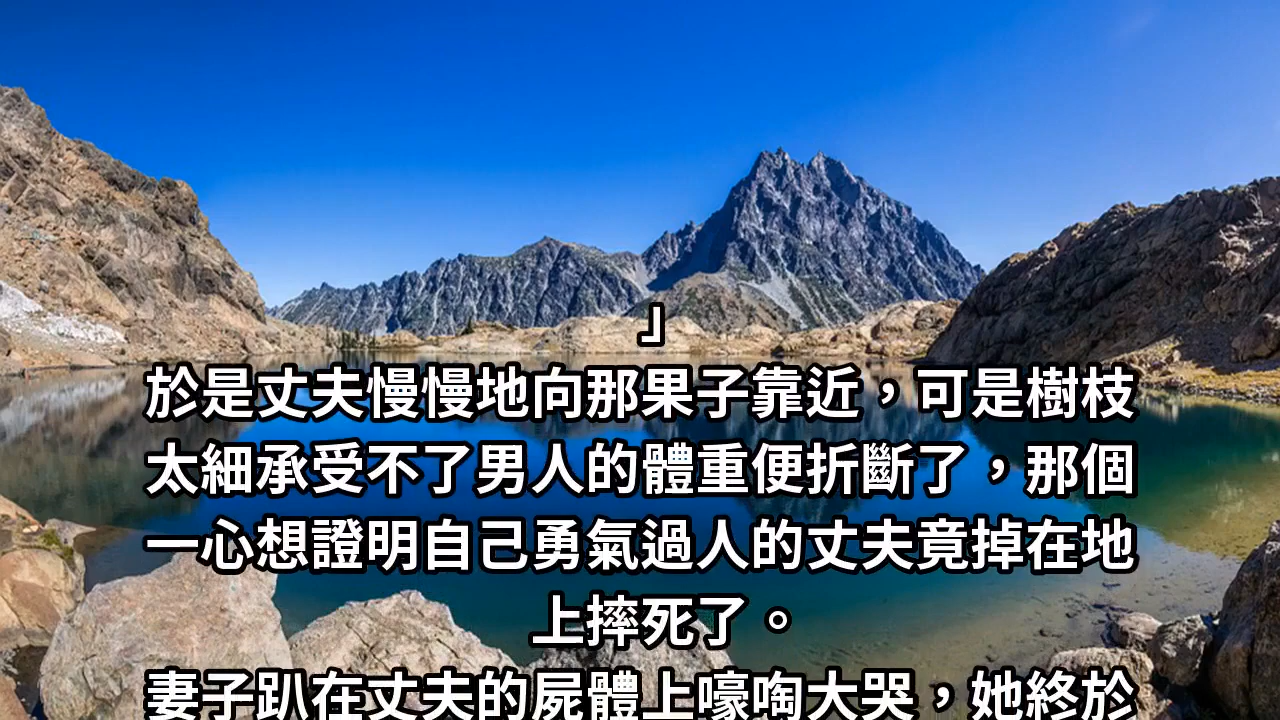 』
於是丈夫慢慢地向那果子靠近，可是樹枝
太細承受不了男人的體重便折斷了，那個
一心想證明自己勇氣過人的丈夫竟掉在地
上摔死了。
妻子趴在丈夫的屍體上嚎啕大哭，她終於